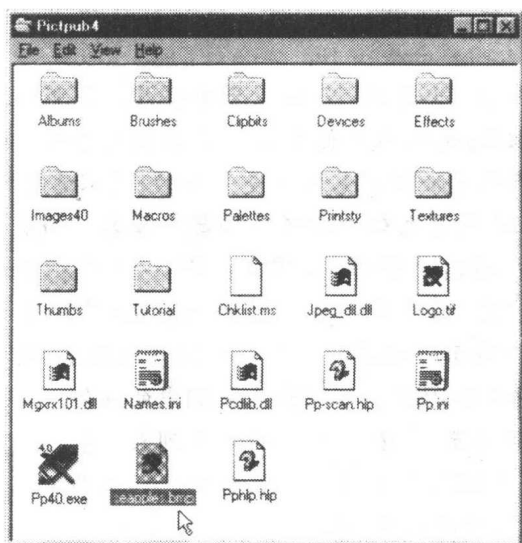 Pictpub4
File Edit View Help
Albums Brushes Clipbits Devices Effects
Images40 Macros Palettes Printsty Textures
Thumbs Tutorial Chklist.ms Jpeg_dll.dll Logo.tif
Mgxrx101.dll Names.ini Pcdlib.dll Pp-scan.hlp Pp.ini
4.0
Pp40.exe Pphlp.hlp